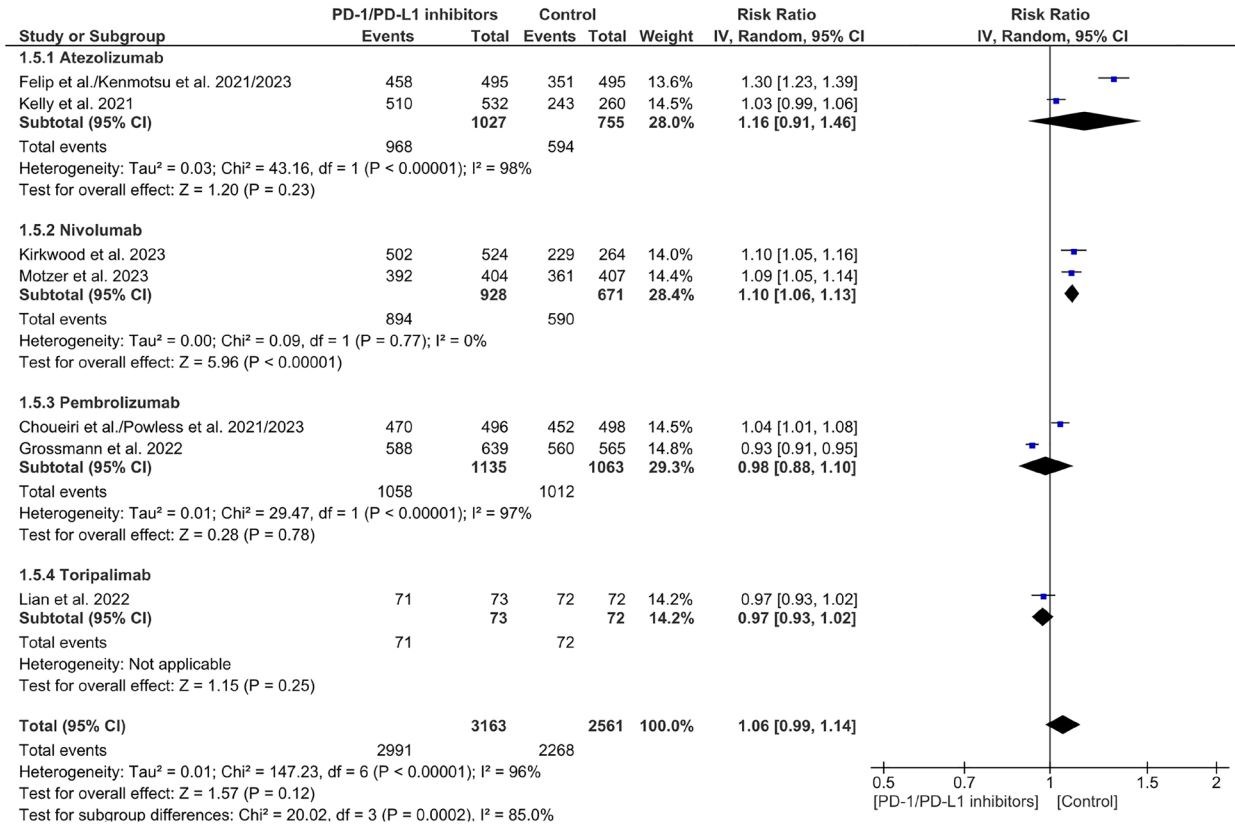 PD-1/PD-L1 inhibitors Control Risk Ratio Risk Ratio
Study or Subgroup Events Total Events Total Weight IV, Random, 95% CI IV, Random, 95% CI
1.5.1 Atezolizumab
Felip et al./Kenmotsu et al. 2021/2023 458 495 351 495 13.6% 1.30 [1.23, 1.39]
Kelly et al. 2021 510 532 243 260 14.5% 1.03 [0.99, 1.06]
Subtotal (95% CI) 1027 755 28.0% 1.16 [0.91, 1.46]
Total events 968 594
Heterogeneity: Tau² = 0.03; Chi² = 43.16, df = 1 (P < 0.00001); I² = 98%
Test for overall effect: Z = 1.20 (P = 0.23)
1.5.2 Nivolumab
Kirkwood et al. 2023 502 524 229 264 14.0% 1.10 [1.05, 1.16]
Motzer et al. 2023 392 404 361 407 14.4% 1.09 [1.05, 1.14]
Subtotal (95% CI) 928 671 28.4% 1.10 [1.06, 1.13]
Total events 894 590
Heterogeneity: Tau² = 0.00; Chi² = 0.09, df = 1 (P = 0.77); I² = 0%
Test for overall effect: Z = 5.96 (P < 0.00001)
1.5.3 Pembrolizumab
Choueiri et al./Powless et al. 2021/2023 470 496 452 498 14.5% 1.04 [1.01, 1.08]
Grossmann et al. 2022 588 639 560 565 14.8% 0.93 [0.91, 0.95]
Subtotal (95% CI) 1135 1063 29.3% 0.98 [0.88, 1.10]
Total events 1058 1012
Heterogeneity: Tau² = 0.01; Chi² = 29.47, df = 1 (P < 0.00001); I² = 97%
Test for overall effect: Z = 0.28 (P = 0.78)
1.5.4 Toripalimab
Lian et al. 2022 71 73 72 72 14.2% 0.97 [0.93, 1.02]
Subtotal (95% CI) 73 72 14.2% 0.97 [0.93, 1.02]
Total events 71 72
Heterogeneity: Not applicable
Test for overall effect: Z = 1.15 (P = 0.25)
Total (95% CI) 3163 2561 100.0% 1.06 [0.99, 1.14]
Total events 2991 2268
Heterogeneity: Tau² = 0.01; Chi² = 147.23, df = 6 (P < 0.00001); I² = 96%
Test for overall effect: Z = 1.57 (P = 0.12)
Test for subgroup differences: Chi² = 20.02, df = 3 (P = 0.0002), I² = 85.0%
0.5 0.7 1 1.5 2
[PD-1/PD-L1 inhibitors] [Control]